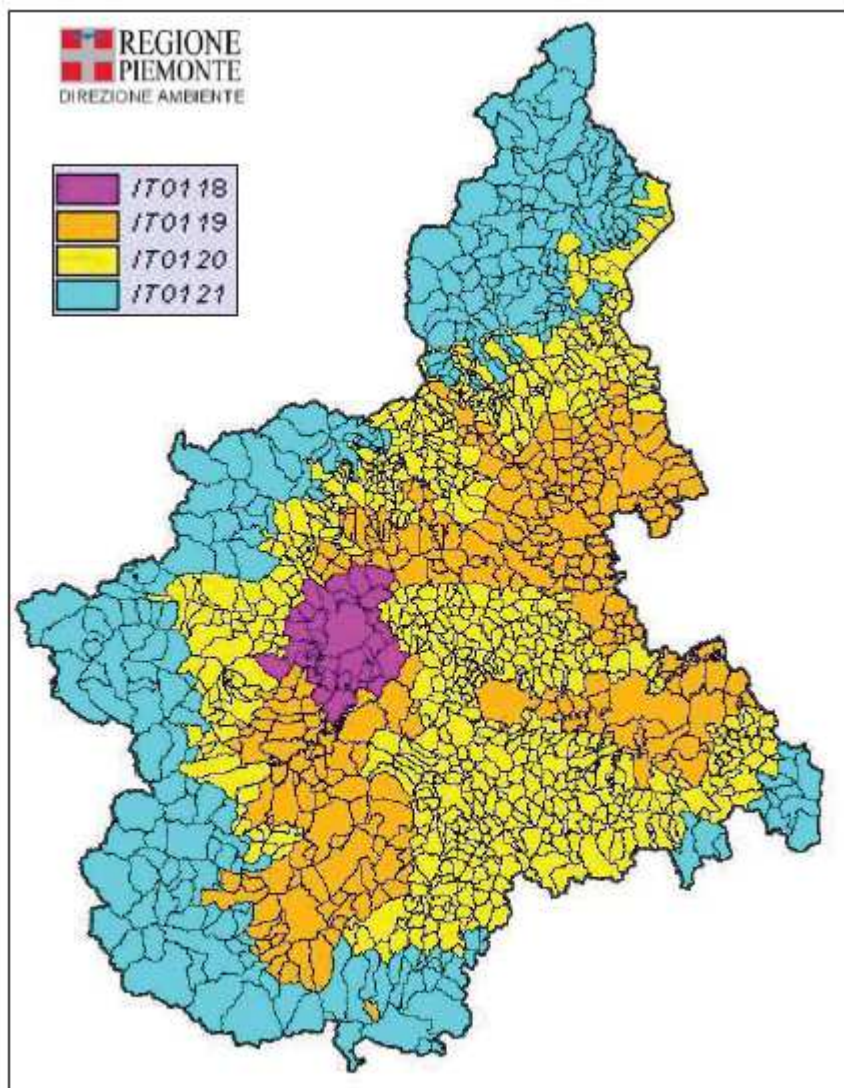 REGIONE
PIEMONTE
DIREZIONE AMBIENTE
IT0118
IT0119
IT0120
IT0121